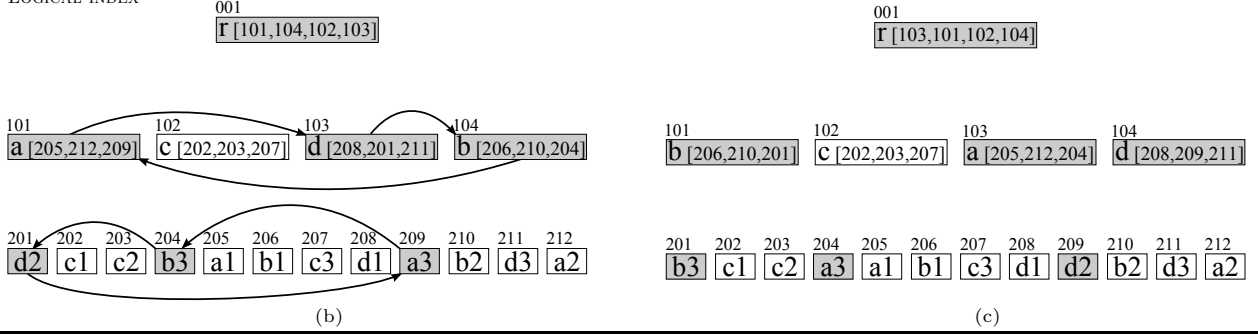 LOGICAL INDEX
001
r [101,104,102,103]
101 102 103 104
a [205,212,209] c [202,203,207] d [208,201,211] b [206,210,204]
201 202 203 204 205 206 207 208 209 210 211 212
d2 c1 c2 b3 a1 b1 c3 d1 a3 b2 d3 a2
(b)
001
r [103,101,102,104]
101 102 103 104
b [206,210,201] c [202,203,207] a [205,212,204] d [208,209,211]
201 202 203 204 205 206 207 208 209 210 211 212
b3 c1 c2 a3 a1 b1 c3 d1 d2 b2 d3 a2
(c)